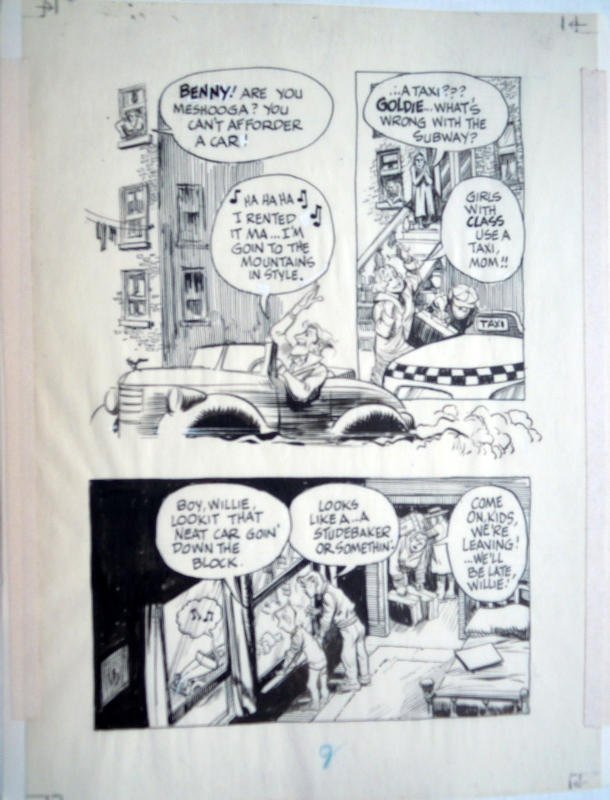 14
BENNY! ARE YOU
MESHOOGA? YOU
CAN'T AFFORDER
A CAR!
HA HA HA
I RENTED
IT MA...I'M
GOIN TO THE
MOUNTAINS
IN STYLE.
...A TAXI???
GOLDIE...WHAT'S
WRONG WITH THE
SUBWAY?
GIRLS
WITH
CLASS
USE A
TAXI,
MOM!!
TAXI
BOY, WILLIE,
LOOKIT THAT
NEAT CAR GOIN'
DOWN THE
BLOCK.
LOOKS
LIKE A...A
STUDEBAKER
OR SOMETHIN'.
COME
ON, KIDS,
WE'RE
LEAVING!
...WE'LL
BE LATE,
WILLIE!
9